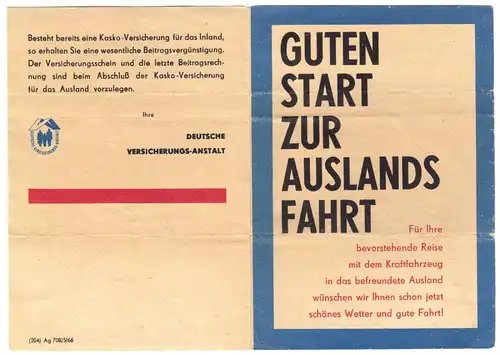 Besteht bereits eine Kasko-Versicherung für das Inland,
so erhalten Sie eine wesentliche Beitragsvergünstigung.
Der Versicherungsschein und die letzte Beitragsrech-
nung sind beim Abschluß der Kasko-Versicherung
für das Ausland vorzulegen.
Ihre
DEUTSCHE
VERSICHERUNGS-ANSTALT
(204) Ag 708/5/66
GUTEN
START
ZUR
AUSLANDS
FAHRT
Für Ihre
bevorstehende Reise
mit dem Kraftfahrzeug
in das befreundete Ausland
wünschen wir Ihnen schon jetzt
schönes Wetter und gute Fahrt!